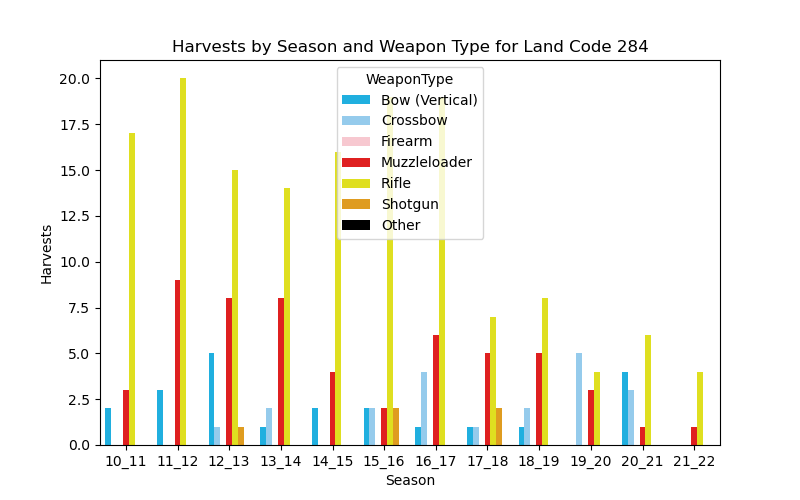 Harvests by Season and Weapon Type for Land Code 284
WeaponType
Bow (Vertical)
Crossbow
Firearm
Muzzleloader
Rifle
Shotgun
Other
20.0
17.5
15.0
12.5
10.0
7.5
5.0
2.5
0.0
Harvests
10_11 11_12 12_13 13_14 14_15 15_16 16_17 17_18 18_19 19_20 20_21 21_22
Season